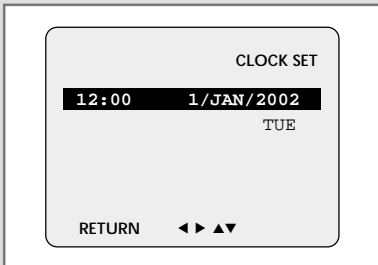 CLOCK SET
12:00 1/JAN/2002
TUE
RETURN ◀ ▶ ▲▼